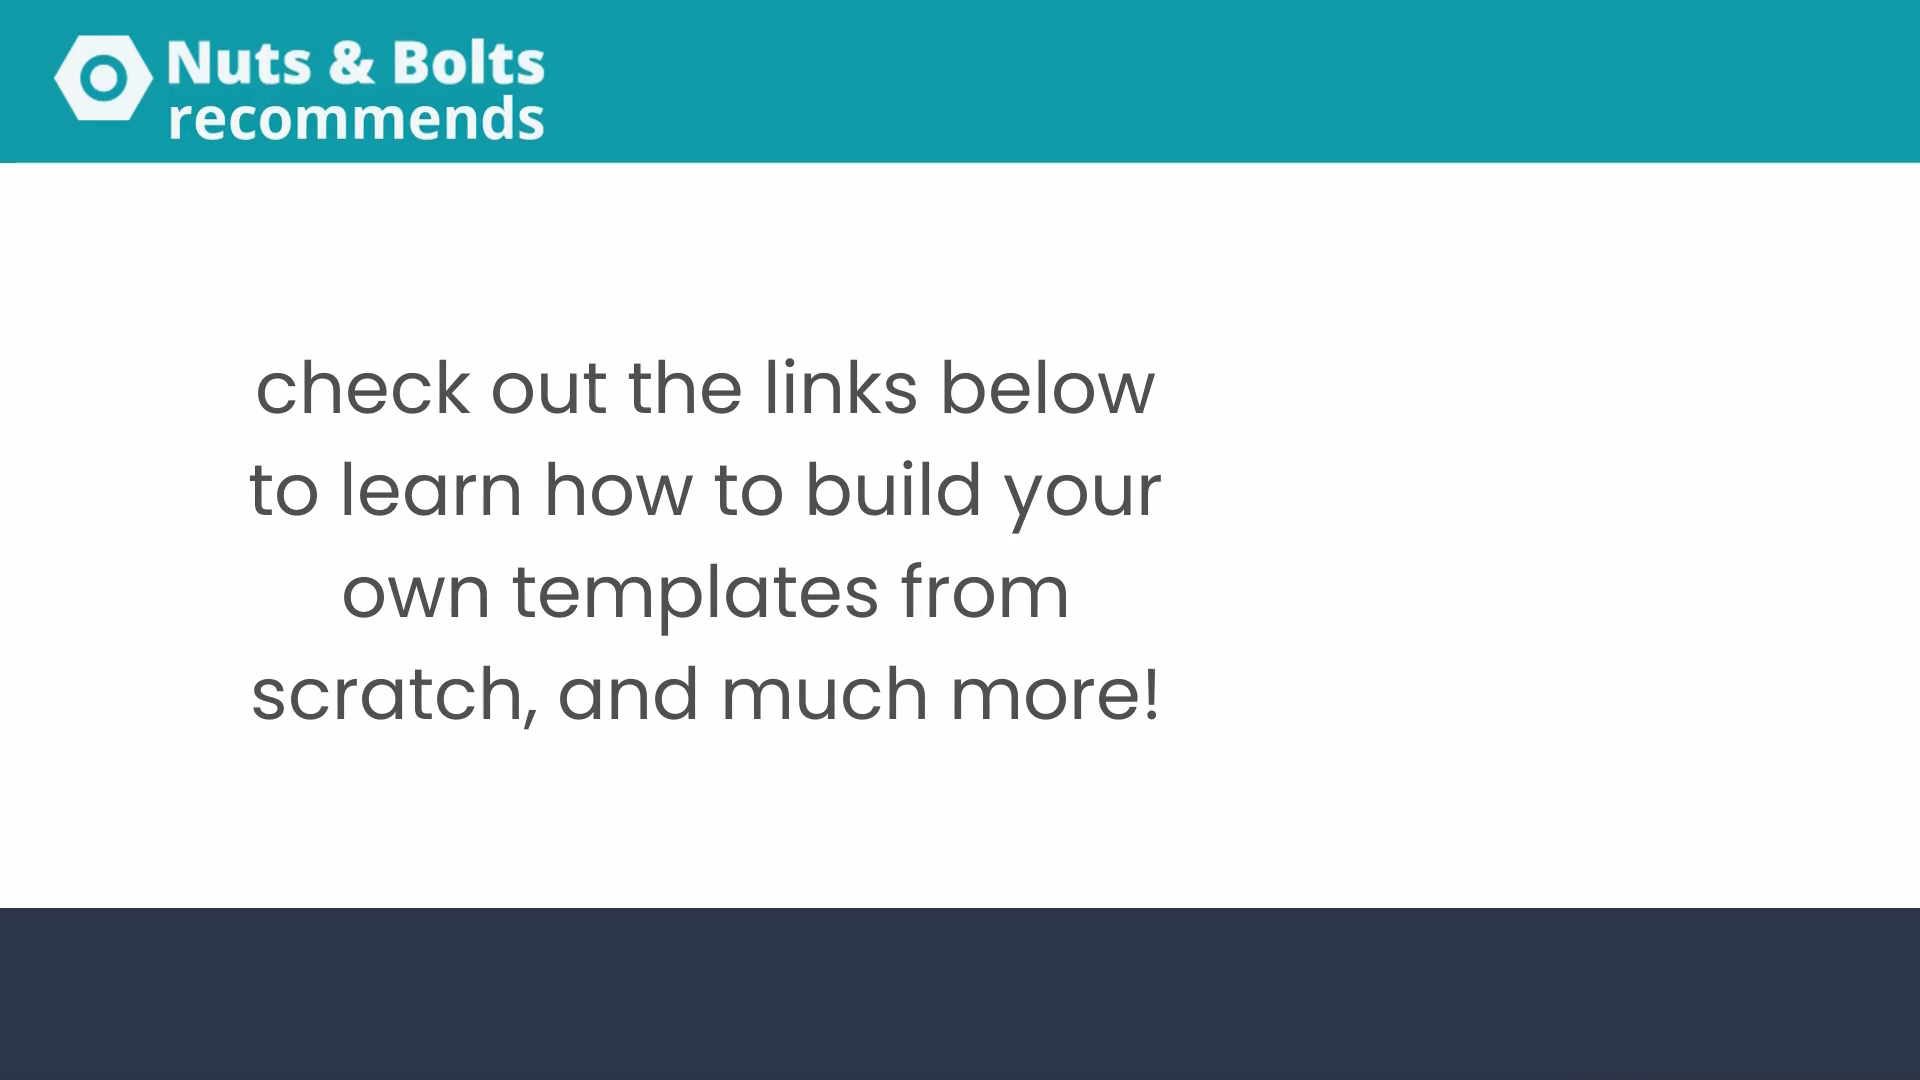 Nuts & Bolts
recommends
check out the links below
to learn how to build your
own templates from
scratch, and much more!